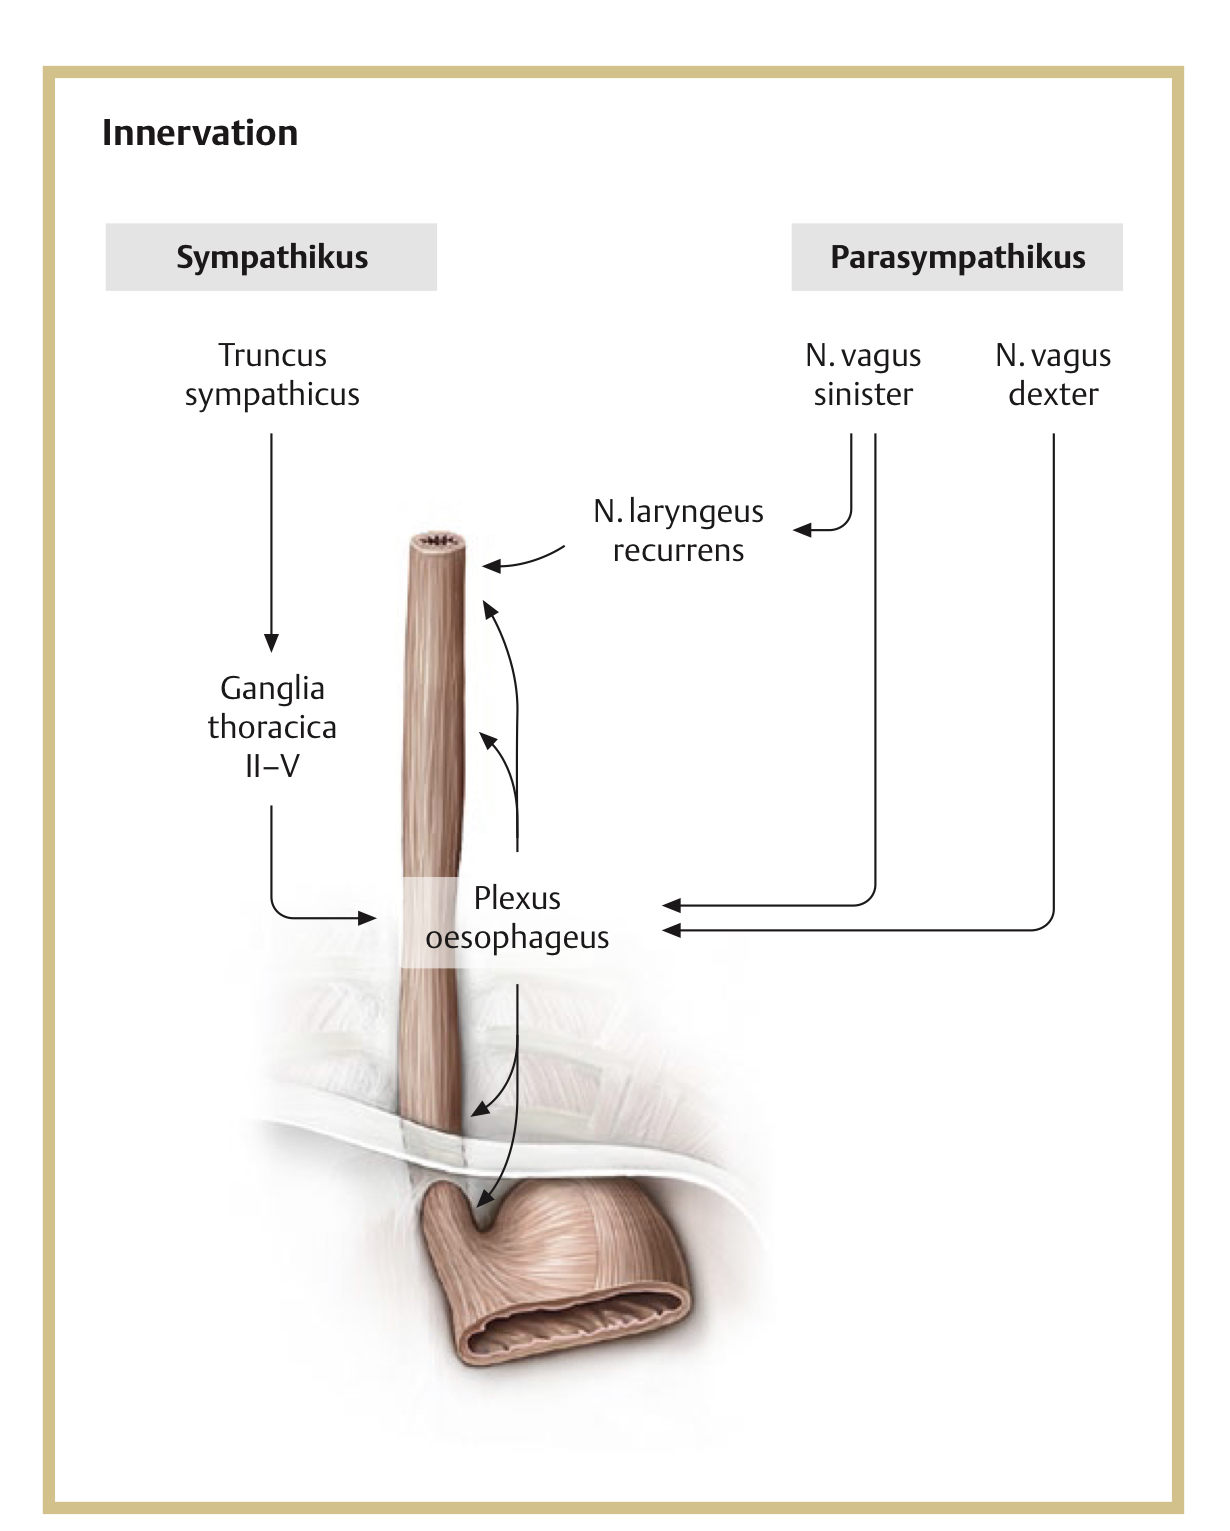 Innervation
Sympathikus
Parasympathikus
Truncus
sympathicus
N. vagus
sinister
N. vagus
dexter
N. laryngeus
recurrens
Ganglia
thoracica
II–V
Plexus
oesophageus